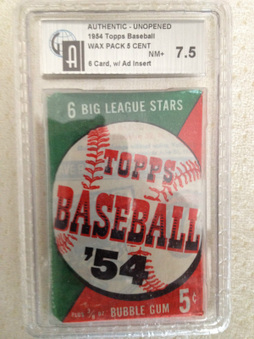 AUTHENTIC - UNOPENED
1954 Topps Baseball
WAX PACK 5 CENT
NM+ 7.5
6 Card, w/ Ad Insert
GAI
6 BIG LEAGUE STARS
TOPPS
BASEBALL
'54
5¢
BUBBLE GUM